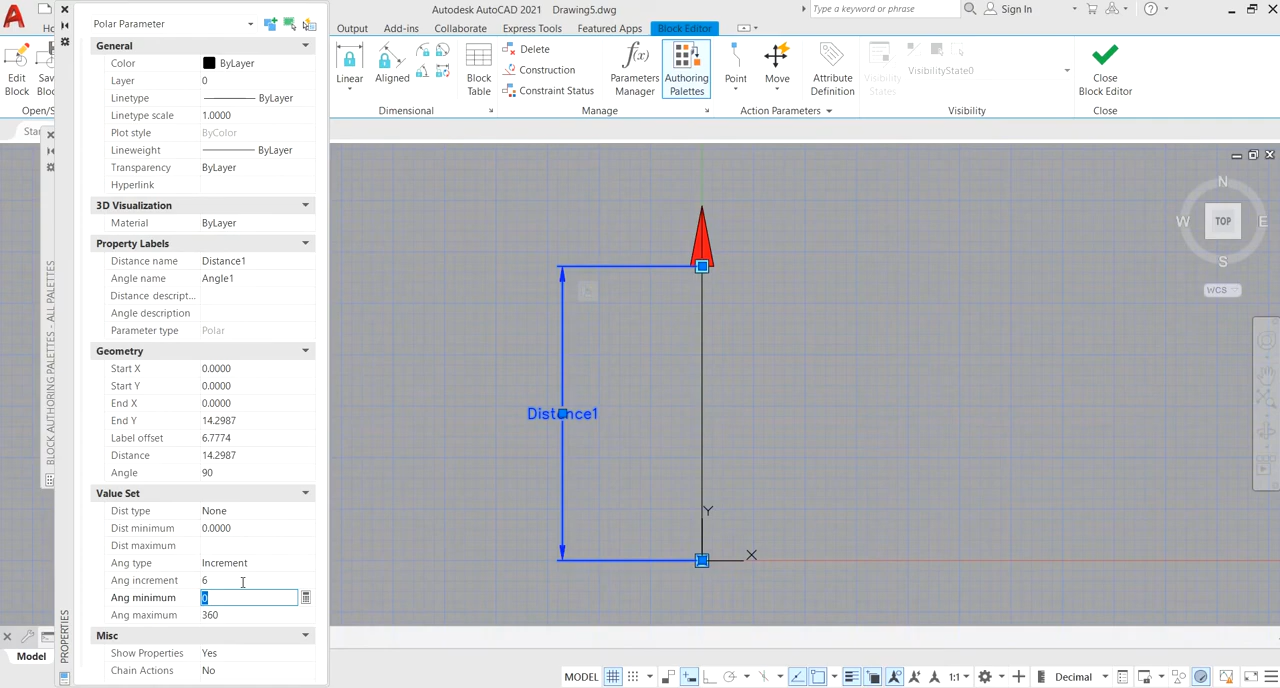 Autodesk AutoCAD 2021 Drawing5.dwg
Type a keyword or phrase
Sign In
Polar Parameter
Output Add-ins Collaborate Express Tools Featured Apps Block Editor
Edit
Block
Linear
Aligned
Block
Table
Delete
Construction
Constraint Status
Parameters
Manager
Authoring
Palettes
Point
Move
Attribute
Definition
Visibility
States
VisibilityState0
Close
Block Editor
Dimensional
Manage
Action Parameters
Visibility
Close
General
Color ByLayer
Layer 0
Linetype ByLayer
Linetype scale 1.0000
Plot style ByColor
Lineweight ByLayer
Transparency ByLayer
Hyperlink
3D Visualization
Material ByLayer
Property Labels
Distance name Distance1
Angle name Angle1
Distance descript...
Angle description
Parameter type Polar
Geometry
Start X 0.0000
Start Y 0.0000
End X 0.0000
End Y 14.2987
Label offset 6.7774
Distance 14.2987
Angle 90
Value Set
Dist type None
Dist minimum 0.0000
Dist maximum
Ang type Increment
Ang increment 6
Ang minimum 0
Ang maximum 360
Misc
Show Properties Yes
Chain Actions No
BLOCK AUTHORING PALETTES - ALL PALETTES
PROPERTIES
Distance1
Y
X
N
W TOP E
S
WCS
Model
MODEL
1:1
Decimal